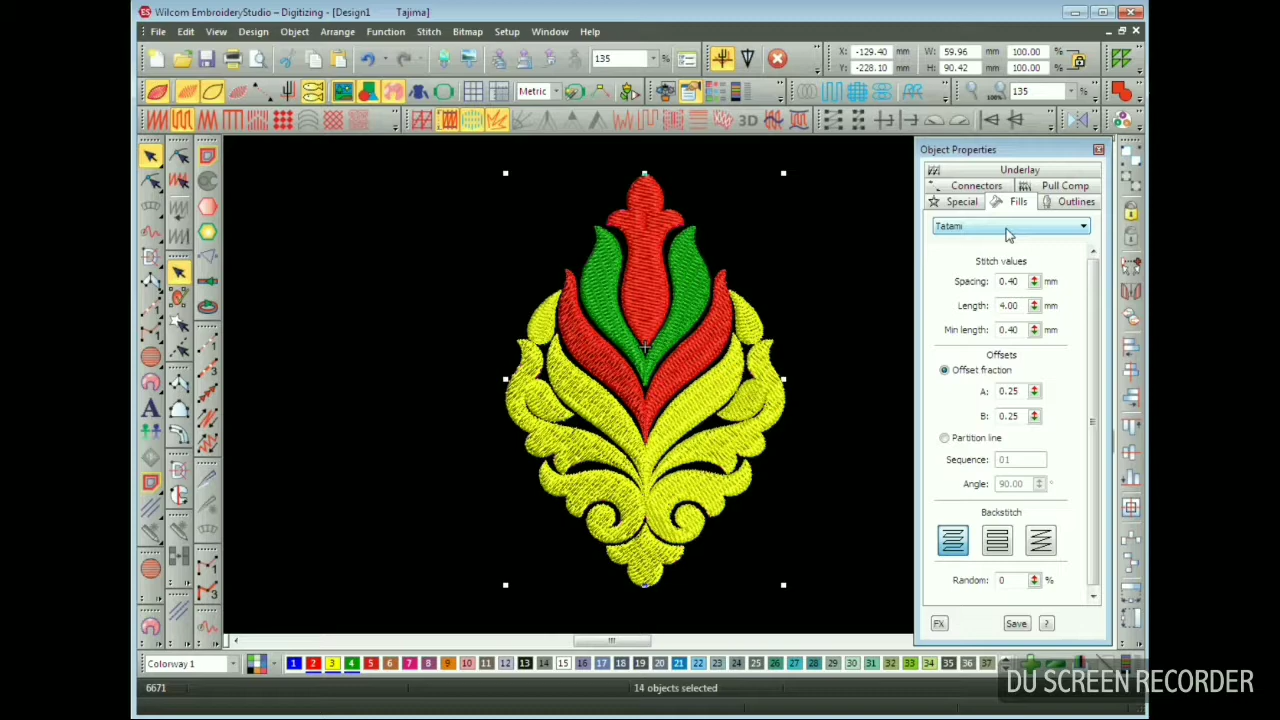 Wilcom EmbroideryStudio – Digitizing - [Design1 Tajima]
File Edit View Design Object Arrange Function Stitch Bitmap Setup Window Help
135 %
X: -129.40 mm W: 59.96 mm 100.00 %
Y: -228.10 mm H: 90.42 mm 100.00 %
Metric
100%
135 %
3D
Object Properties
Underlay
Connectors Pull Comp
Special Fills Outlines
Tatami
Stitch values
Spacing: 0.40 mm
Length: 4.00 mm
Min length: 0.40 mm
Offsets
Offset fraction
A: 0.25
B: 0.25
Partition line
Sequence: 01
Angle: 90.00 °
Backstitch
Random: 0 %
FX Save ?
Colorway 1
1 2 3 4 5 6 7 8 9 10 11 12 13 14 15 16 17 18 19 20 21 22 23 24 25 26 27 28 29 30 31 32 33 34 35 36 37
6671 14 objects selected
DU SCREEN RECORDER